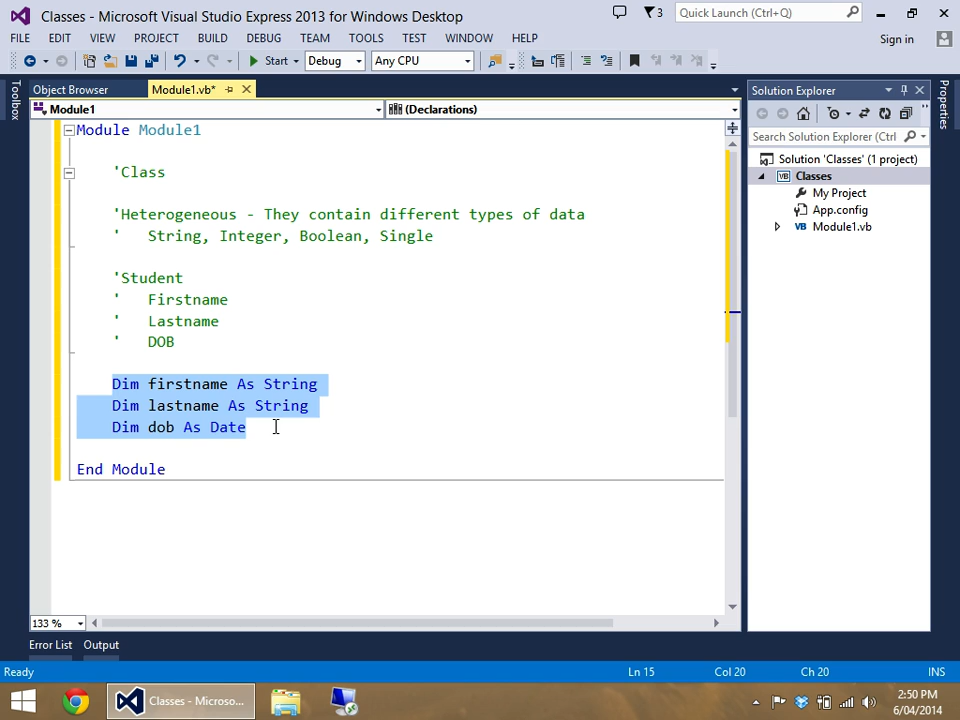 Classes - Microsoft Visual Studio Express 2013 for Windows Desktop
3
Quick Launch (Ctrl+Q)
FILE EDIT VIEW PROJECT BUILD DEBUG TEAM TOOLS TEST WINDOW HELP
Sign in
Start Debug Any CPU
Toolbox
Object Browser Module1.vb*
Module1 (Declarations)
Module Module1
'Class
'Heterogeneous - They contain different types of data
' String, Integer, Boolean, Single
'Student
' Firstname
' Lastname
' DOB
Dim firstname As String
Dim lastname As String
Dim dob As Date
End Module
133 %
Solution Explorer
Search Solution Explorer (Ctrl
Solution 'Classes' (1 project)
VB Classes
My Project
App.config
VB Module1.vb
Properties
Error List Output
Ready Ln 15 Col 20 Ch 20 INS
Classes - Microso...
2:50 PM
6/04/2014